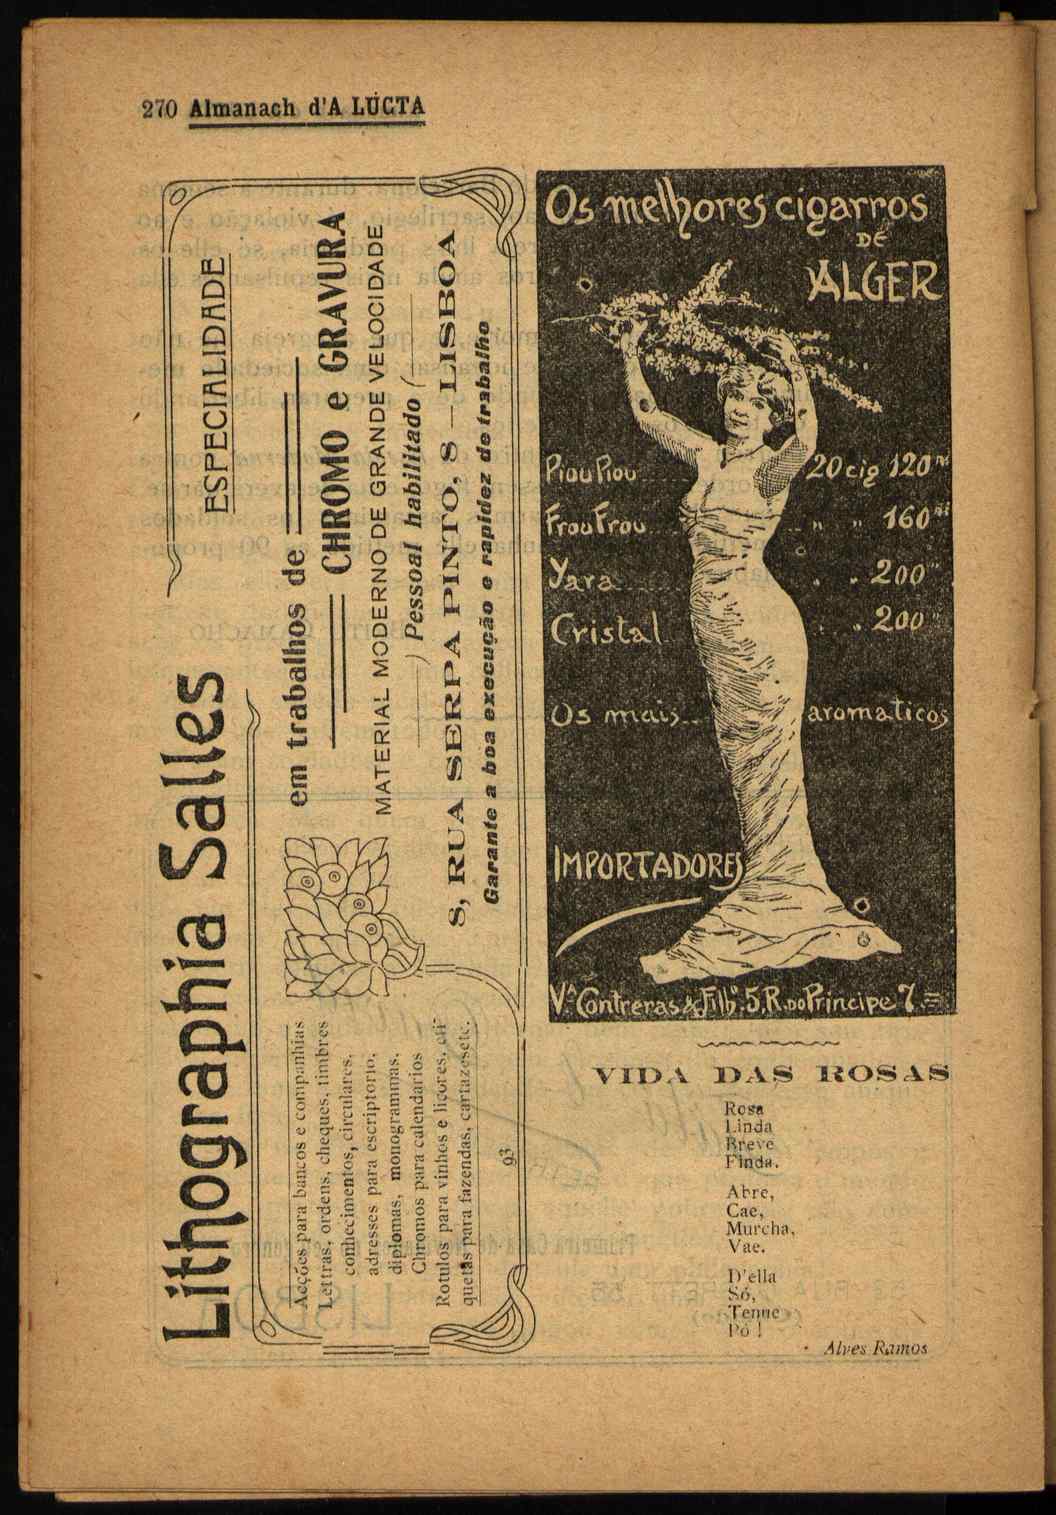 270 Almanach d'A LÚCTA
Lithographia Salles
ESPECIALIDADE
em trabalhos de
CHROMO e GRAVURA
MATERIAL MODERNO DE GRANDE VELOCIDADE
) Pessoal habilitado (
8, RUA SERPA PINTO, 8 — LISBOA
Garante a boa execução e rapidez de trabalho
Acções para bancos e companhias
Lettras, ordens, cheques, timbres
conhecimentos, circulares,
adresses para escriptorio,
diplomas, monogrammas,
Chromos para calendarios
Rotulos para vinhos e licores, eti-
quetas para fazendas, cartazes etc.
93
Os melhores cigarros
DE
ALGER
PiouPiou 20 cig 120 rs
FrouFrou " " 160 rs
Yara 200 "
Cristal 200 "
Os mais aromaticos
IMPORTADORES
Vª Contreras & Filhº 5, R. DO Principe 7
VIDA DAS ROSAS
Rosa
Linda
Breve
Finda.
Abre,
Cae,
Murcha,
Vae.
D'ella
Só,
Tenue
Pó!
Alves Ramos